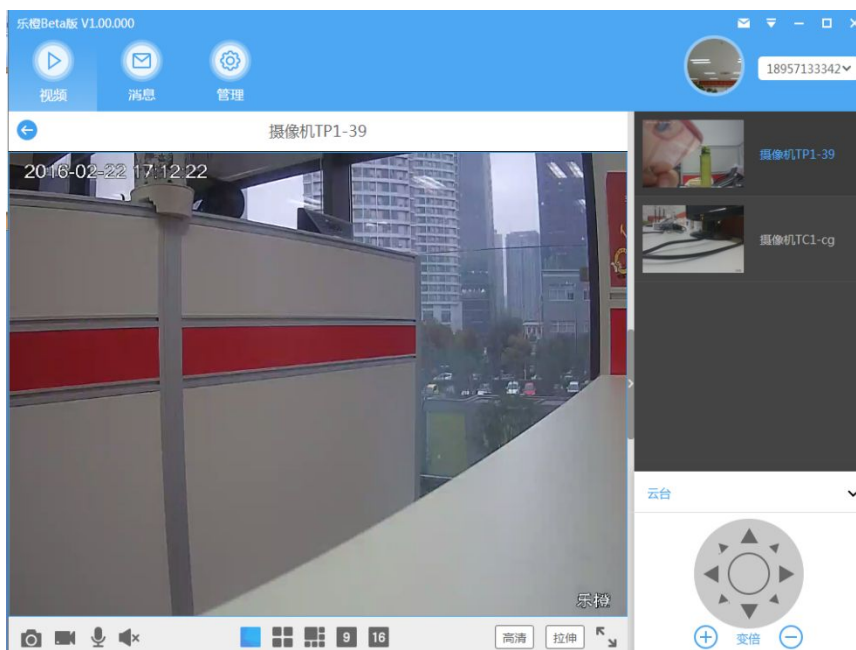 乐橙Beta版 V1.00.000
视频
消息
管理
18957133342
摄像机TP1-39
2016-02-22 17:12:22
乐橙
摄像机TP1-39
摄像机TC1-cg
云台
变倍
9
16
高清
拉伸